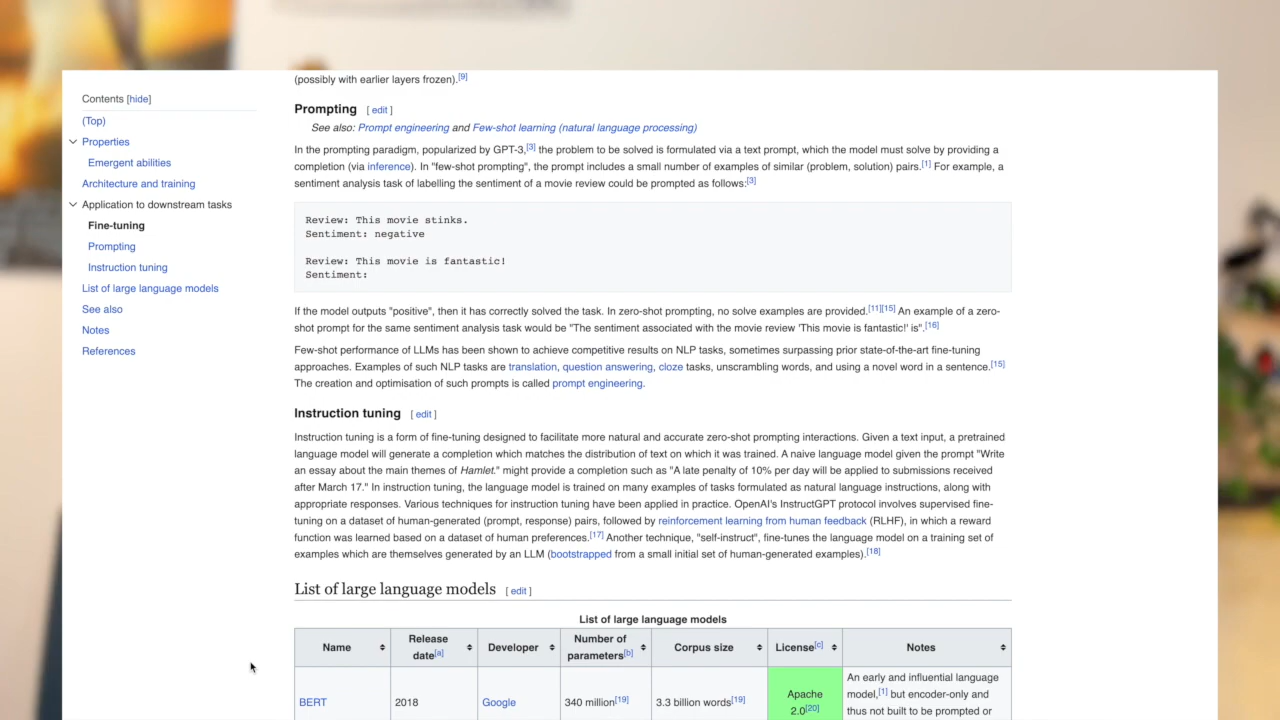 (possibly with earlier layers frozen).[9]
Contents [hide]
(Top)
Properties
Emergent abilities
Architecture and training
Application to downstream tasks
Fine-tuning
Prompting
Instruction tuning
List of large language models
See also
Notes
References
Prompting [ edit ]
See also: Prompt engineering and Few-shot learning (natural language processing)
In the prompting paradigm, popularized by GPT-3,[3] the problem to be solved is formulated via a text prompt, which the model must solve by providing a
completion (via inference). In "few-shot prompting", the prompt includes a small number of examples of similar (problem, solution) pairs.[1] For example, a
sentiment analysis task of labelling the sentiment of a movie review could be prompted as follows:[3]
Review: This movie stinks.
Sentiment: negative
Review: This movie is fantastic!
Sentiment:
If the model outputs "positive", then it has correctly solved the task. In zero-shot prompting, no solve examples are provided.[11][15] An example of a zero-
shot prompt for the same sentiment analysis task would be "The sentiment associated with the movie review 'This movie is fantastic!' is".[16]
Few-shot performance of LLMs has been shown to achieve competitive results on NLP tasks, sometimes surpassing prior state-of-the-art fine-tuning
approaches. Examples of such NLP tasks are translation, question answering, cloze tasks, unscrambling words, and using a novel word in a sentence.[15]
The creation and optimisation of such prompts is called prompt engineering.
Instruction tuning [ edit ]
Instruction tuning is a form of fine-tuning designed to facilitate more natural and accurate zero-shot prompting interactions. Given a text input, a pretrained
language model will generate a completion which matches the distribution of text on which it was trained. A naive language model given the prompt "Write
an essay about the main themes of Hamlet." might provide a completion such as "A late penalty of 10% per day will be applied to submissions received
after March 17." In instruction tuning, the language model is trained on many examples of tasks formulated as natural language instructions, along with
appropriate responses. Various techniques for instruction tuning have been applied in practice. OpenAI's InstructGPT protocol involves supervised fine-
tuning on a dataset of human-generated (prompt, response) pairs, followed by reinforcement learning from human feedback (RLHF), in which a reward
function was learned based on a dataset of human preferences.[17] Another technique, "self-instruct", fine-tunes the language model on a training set of
examples which are themselves generated by an LLM (bootstrapped from a small initial set of human-generated examples).[18]
List of large language models [ edit ]
List of large language models
Name Release date[a] Developer Number of parameters[b] Corpus size License[c] Notes
BERT 2018 Google 340 million[19] 3.3 billion words[19] Apache 2.0[20] An early and influential language
model,[1] but encoder-only and
thus not built to be prompted or